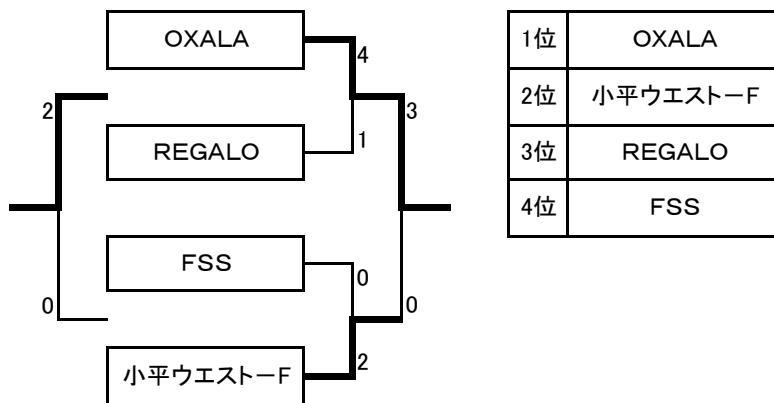 OXALA
4
2
3
REGALO
1
FSS
0
0
0
小平ウエストーF
2
1位 OXALA
2位 小平ウエストーF
3位 REGALO
4位 FSS